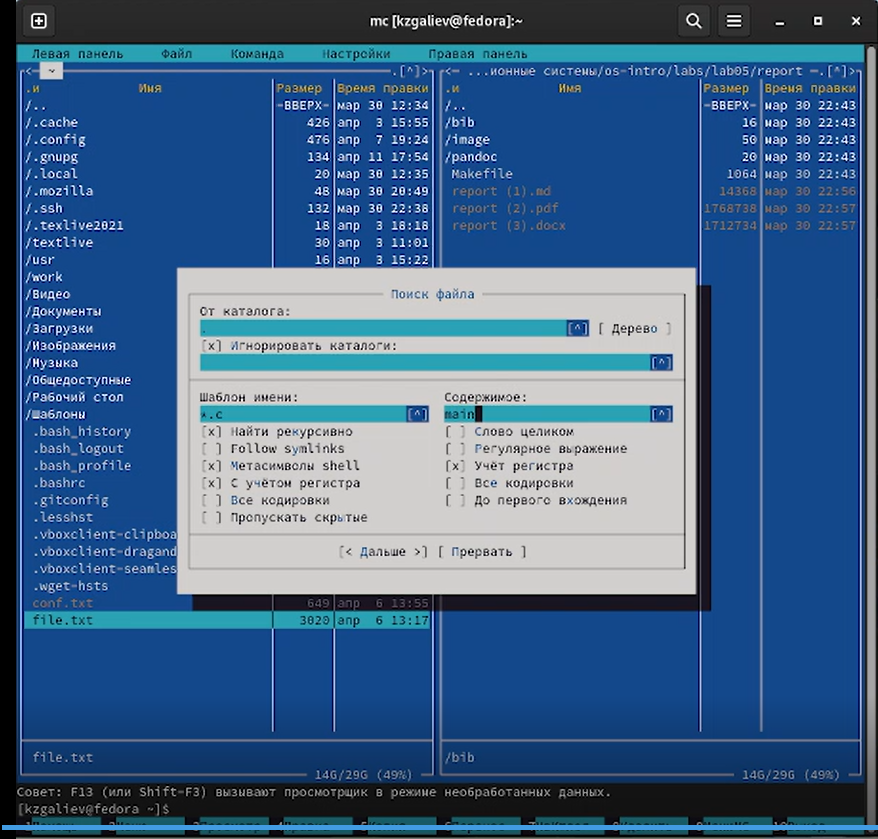 mc [kzgaliev@fedora]:~
Левая панель Файл Команда Настройки Правая панель
<─ ~ .[^]> <─ ...ионные системы/os-intro/labs/lab05/report ─.[^]>
.и Имя Размер Время правки .и Имя Размер Время правки
/.. -ВВЕРХ- мар 30 12:34 /.. -ВВЕРХ- мар 30 22:43
/.cache 426 апр 3 15:55 /bib 16 мар 30 22:43
/.config 476 апр 7 19:24 /image 50 мар 30 22:43
/.gnupg 134 апр 11 17:54 /pandoc 20 мар 30 22:43
/.local 20 мар 30 12:35 Makefile 1064 мар 30 22:43
/.mozilla 48 мар 30 20:49 report (1).md 14368 мар 30 22:56
/.ssh 132 мар 30 22:38 report (2).pdf 1768738 мар 30 22:57
/.texlive2021 18 апр 3 18:18 report (3).docx 1712734 мар 30 22:57
/textlive 30 апр 3 11:01
/usr 16 апр 3 15:22
/work
/Видео
/Документы
/Загрузки
/Изображения
/Музыка
/Общедоступные
/Рабочий стол
/Шаблоны
.bash_history
.bash_logout
.bash_profile
.bashrc
.gitconfig
.lesshst
.vboxclient-clipboa
.vboxclient-dragand
.vboxclient-seamles
.wget-hsts
conf.txt 649 апр 6 13:55
file.txt 3020 апр 6 13:17
Поиск файла
От каталога:
. [^] [ Дерево ]
[x] Игнорировать каталоги:
[^]
Шаблон имени: Содержимое:
*.c [^] main [^]
[x] Найти рекурсивно [ ] Слово целиком
[ ] Follow symlinks [ ] Регулярное выражение
[x] Метасимволы shell [x] Учёт регистра
[x] С учётом регистра [ ] Все кодировки
[ ] Все кодировки [ ] До первого вхождения
[ ] Пропускать скрытые
[< Дальше >] [ Прервать ]
file.txt /bib
14G/29G (49%) 14G/29G (49%)
Совет: F13 (или Shift-F3) вызывают просмотрщик в режиме необработанных данных.
[kzgaliev@fedora ~]$